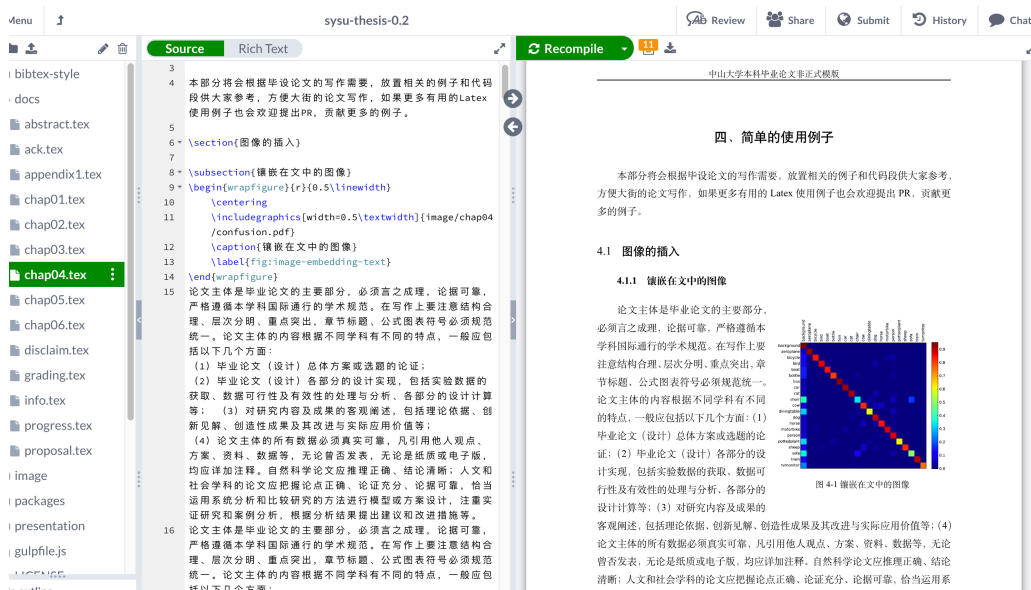 Menu
sysu-thesis-0.2
Review
Share
Submit
History
Chat
Source
Rich Text
Recompile
11
bibtex-style
docs
abstract.tex
ack.tex
appendix1.tex
chap01.tex
chap02.tex
chap03.tex
chap04.tex
chap05.tex
chap06.tex
disclaim.tex
grading.tex
info.tex
progress.tex
proposal.tex
image
packages
presentation
gulpfile.js
LICENSE
3
4 本部分将会根据毕设论文的写作需要，放置相关的例子和代码
段供大家参考，方便大街的论文写作，如果更多有用的Latex
使用例子也会欢迎提出PR，贡献更多的例子。
5
6 \section{图像的插入}
7
8 \subsection{镶嵌在文中的图像}
9 \begin{wrapfigure}{r}{0.5\linewidth}
10 \centering
11 \includegraphics[width=0.5\textwidth]{image/chap04
/confusion.pdf}
12 \caption{镶嵌在文中的图像}
13 \label{fig:image-embedding-text}
14 \end{wrapfigure}
15 论文主体是毕业论文的主要部分，必须言之成理，论据可靠，
严格遵循本学科国际通行的学术规范。在写作上要注意结构合
理、层次分明、重点突出，章节标题、公式图表符号必须规范
统一。论文主体的内容根据不同学科有不同的特点，一般应包
括以下几个方面：
（1）毕业论文（设计）总体方案或选题的论证；
（2）毕业论文（设计）各部分的设计实现，包括实验数据的
获取、数据可行性及有效性的处理与分析、各部分的设计计算
等； （3）对研究内容及成果的客观阐述，包括理论依据、创
新见解、创造性成果及其改进与实际应用价值等；
（4）论文主体的所有数据必须真实可靠，凡引用他人观点、
方案、资料、数据等，无论曾否发表，无论是纸质或电子版，
均应详加注释。自然科学论文应推理正确、结论清晰；人文和
社会学科的论文应把握论点正确、论证充分、论据可靠，恰当
运用系统分析和比较研究的方法进行模型或方案设计，注重实
证研究和案例分析，根据分析结果提出建议和改进措施等。
16 论文主体是毕业论文的主要部分，必须言之成理，论据可靠，
严格遵循本学科国际通行的学术规范。在写作上要注意结构合
理、层次分明、重点突出，章节标题、公式图表符号必须规范
统一。论文主体的内容根据不同学科有不同的特点，一般应包
括以下几个方面：
中山大学本科毕业论文非正式模版
四、简单的使用例子
本部分将会根据毕设论文的写作需要，放置相关的例子和代码段供大家参考，
方便大街的论文写作，如果更多有用的 Latex 使用例子也会欢迎提出 PR，贡献更
多的例子。
4.1 图像的插入
4.1.1 镶嵌在文中的图像
论文主体是毕业论文的主要部分，
必须言之成理，论据可靠，严格遵循本
学科国际通行的学术规范。在写作上要
注意结构合理、层次分明、重点突出，章
节标题、公式图表符号必须规范统一。
论文主体的内容根据不同学科有不同
的特点，一般应包括以下几个方面：（1）
毕业论文（设计）总体方案或选题的论
证；（2）毕业论文（设计）各部分的设
计实现，包括实验数据的获取、数据可
行性及有效性的处理与分析、各部分的
设计计算等；（3）对研究内容及成果的
图 4-1 镶嵌在文中的图像
客观阐述，包括理论依据、创新见解、创造性成果及其改进与实际应用价值等；（4）
论文主体的所有数据必须真实可靠，凡引用他人观点、方案、资料、数据等，无论
曾否发表，无论是纸质或电子版，均应详加注释。自然科学论文应推理正确、结论
清晰；人文和社会学科的论文应把握论点正确、论证充分、论据可靠，恰当运用系